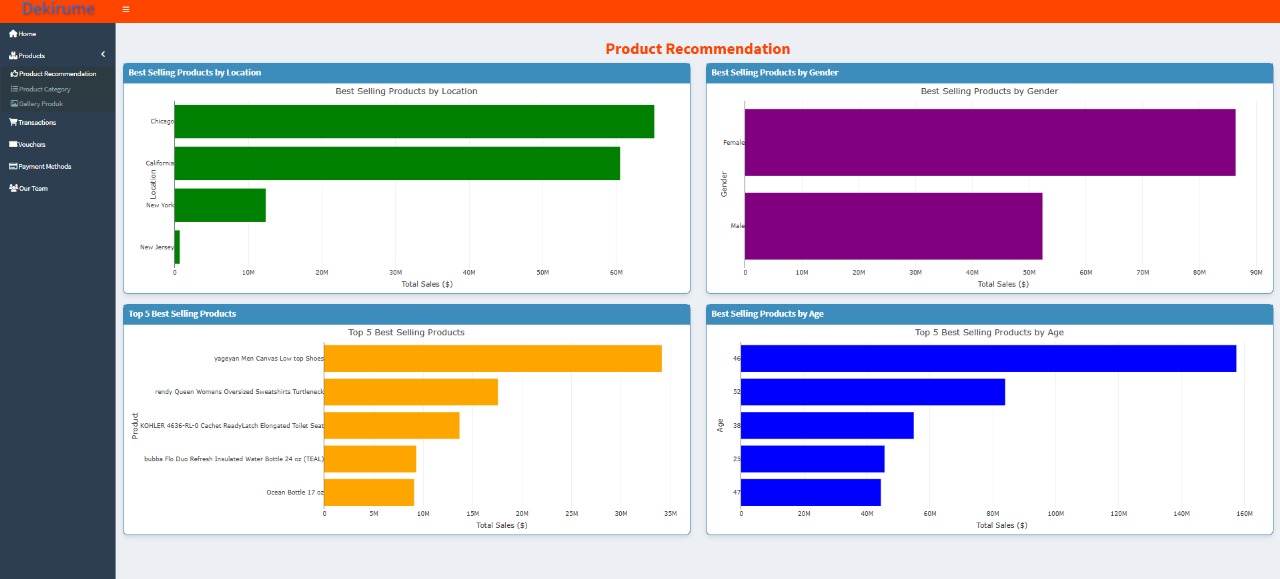 Dekirume
Home
Products
Product Recommendation
Product Category
Gallery Produk
Transactions
Vouchers
Payment Methods
Our Team
Product Recommendation
Best Selling Products by Location
Best Selling Products by Location
Location
Chicago
California
New York
New Jersey
0 10M 20M 30M 40M 50M 60M
Total Sales ($)
Best Selling Products by Gender
Best Selling Products by Gender
Gender
Female
Male
0 10M 20M 30M 40M 50M 60M 70M 80M 90M
Total Sales ($)
Top 5 Best Selling Products
Top 5 Best Selling Products
Product
yageyan Men Canvas Low top Shoes
rendy Queen Womans Oversized Sweatshirts Turtleneck
KOHLER 4636-RL-0 Cachet ReadyLatch Elongated Toilet Seat
bubba Flo Duo Refresh Insulated Water Bottle 24 oz (TEAL)
Ocean Bottle 17 oz
0 5M 10M 15M 20M 25M 30M 35M
Total Sales ($)
Best Selling Products by Age
Top 5 Best Selling Products by Age
Age
46
52
38
25
47
0 20M 40M 60M 80M 100M 120M 140M 160M
Total Sales ($)